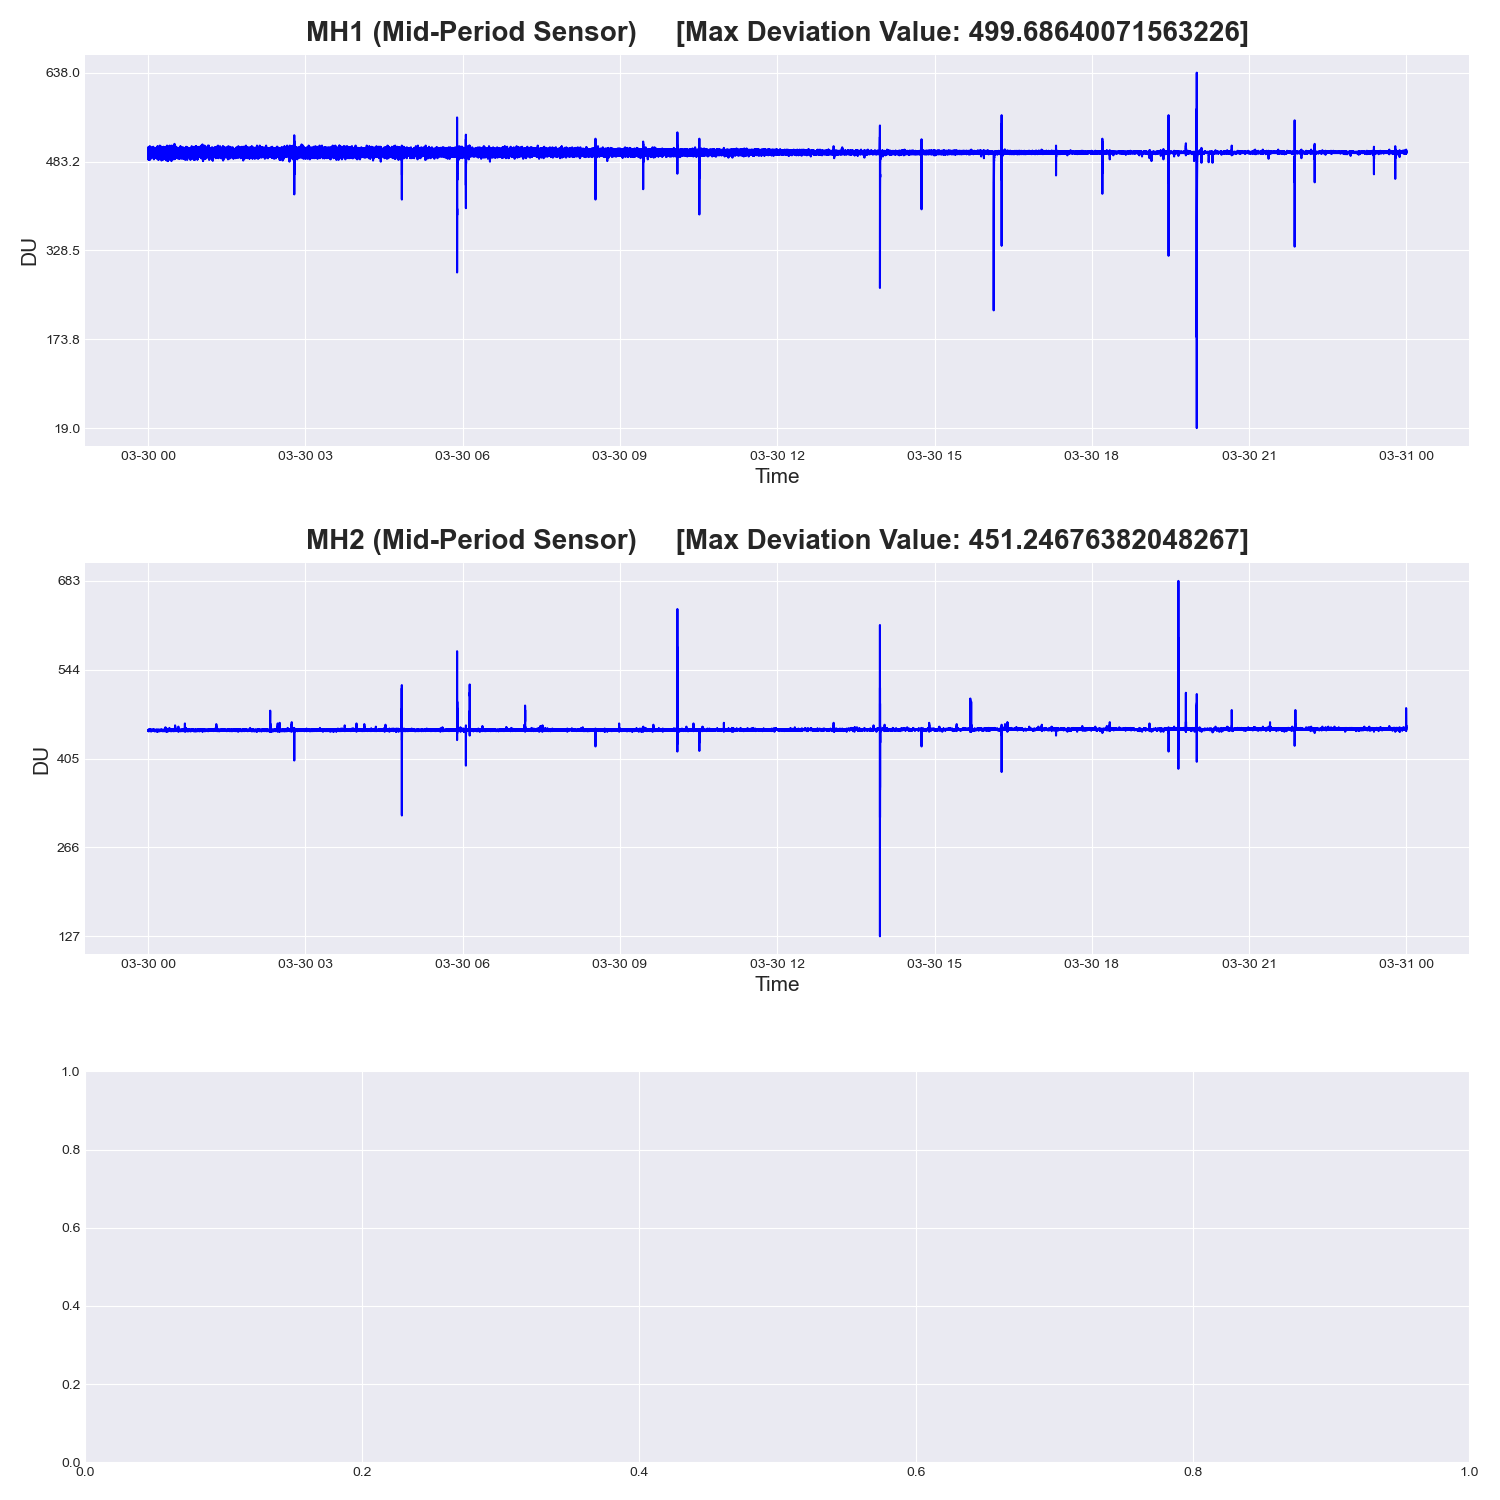 MH1 (Mid-Period Sensor) [Max Deviation Value: 499.68640071563226]
638.0
483.2
328.5
173.8
19.0
DU
03-30 00 03-30 03 03-30 06 03-30 09 03-30 12 03-30 15 03-30 18 03-30 21 03-31 00
Time
MH2 (Mid-Period Sensor) [Max Deviation Value: 451.24676382048267]
683
544
405
266
127
DU
03-30 00 03-30 03 03-30 06 03-30 09 03-30 12 03-30 15 03-30 18 03-30 21 03-31 00
Time
1.0
0.8
0.6
0.4
0.2
0.0
0.0 0.2 0.4 0.6 0.8 1.0